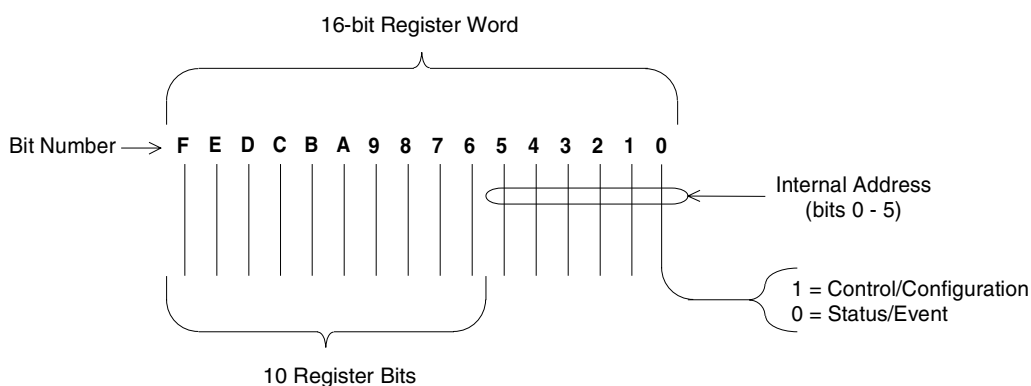 16-bit Register Word
Bit Number
F E D C B A 9 8 7 6 5 4 3 2 1 0
Internal Address
(bits 0 - 5)
1 = Control/Configuration
0 = Status/Event
10 Register Bits